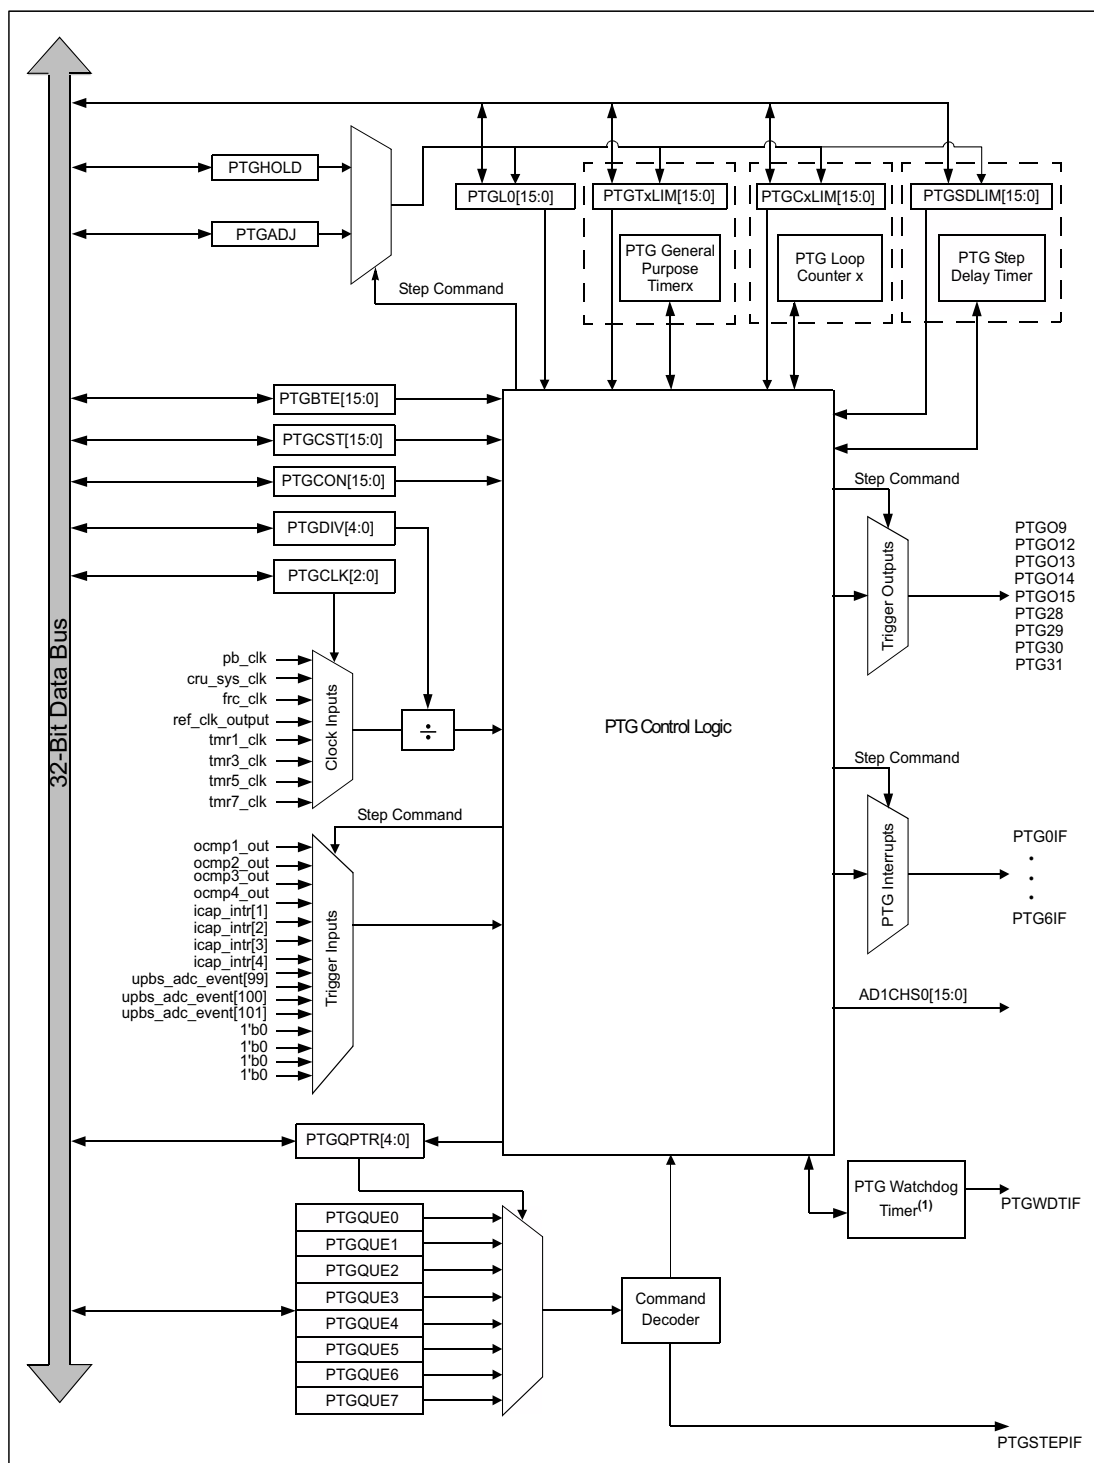 32-Bit Data Bus
PTGHOLD
PTGADJ
PTGL0[15:0]
PTGTxLIM[15:0]
PTGCxLIM[15:0]
PTGSDLIM[15:0]
PTG General
Purpose
Timerx
PTG Loop
Counter x
PTG Step
Delay Timer
Step Command
PTGBTE[15:0]
PTGCST[15:0]
PTGCON[15:0]
PTGDIV[4:0]
PTGCLK[2:0]
pb_clk
cru_sys_clk
frc_clk
ref_clk_output
tmr1_clk
tmr3_clk
tmr5_clk
tmr7_clk
Clock Inputs
÷
PTG Control Logic
Step Command
Trigger Outputs
PTGO9
PTGO12
PTGO13
PTGO14
PTGO15
PTG28
PTG29
PTG30
PTG31
Step Command
PTG Interrupts
PTG0IF
PTG6IF
Step Command
ocmp1_out
ocmp2_out
ocmp3_out
ocmp4_out
icap_intr[1]
icap_intr[2]
icap_intr[3]
icap_intr[4]
upbs_adc_event[99]
upbs_adc_event[100]
upbs_adc_event[101]
1'b0
1'b0
1'b0
1'b0
Trigger Inputs
AD1CHS0[15:0]
PTGQPTR[4:0]
PTG Watchdog
Timer(1)
PTGWDTIF
PTGQUE0
PTGQUE1
PTGQUE2
PTGQUE3
PTGQUE4
PTGQUE5
PTGQUE6
PTGQUE7
Command
Decoder
PTGSTEPIF